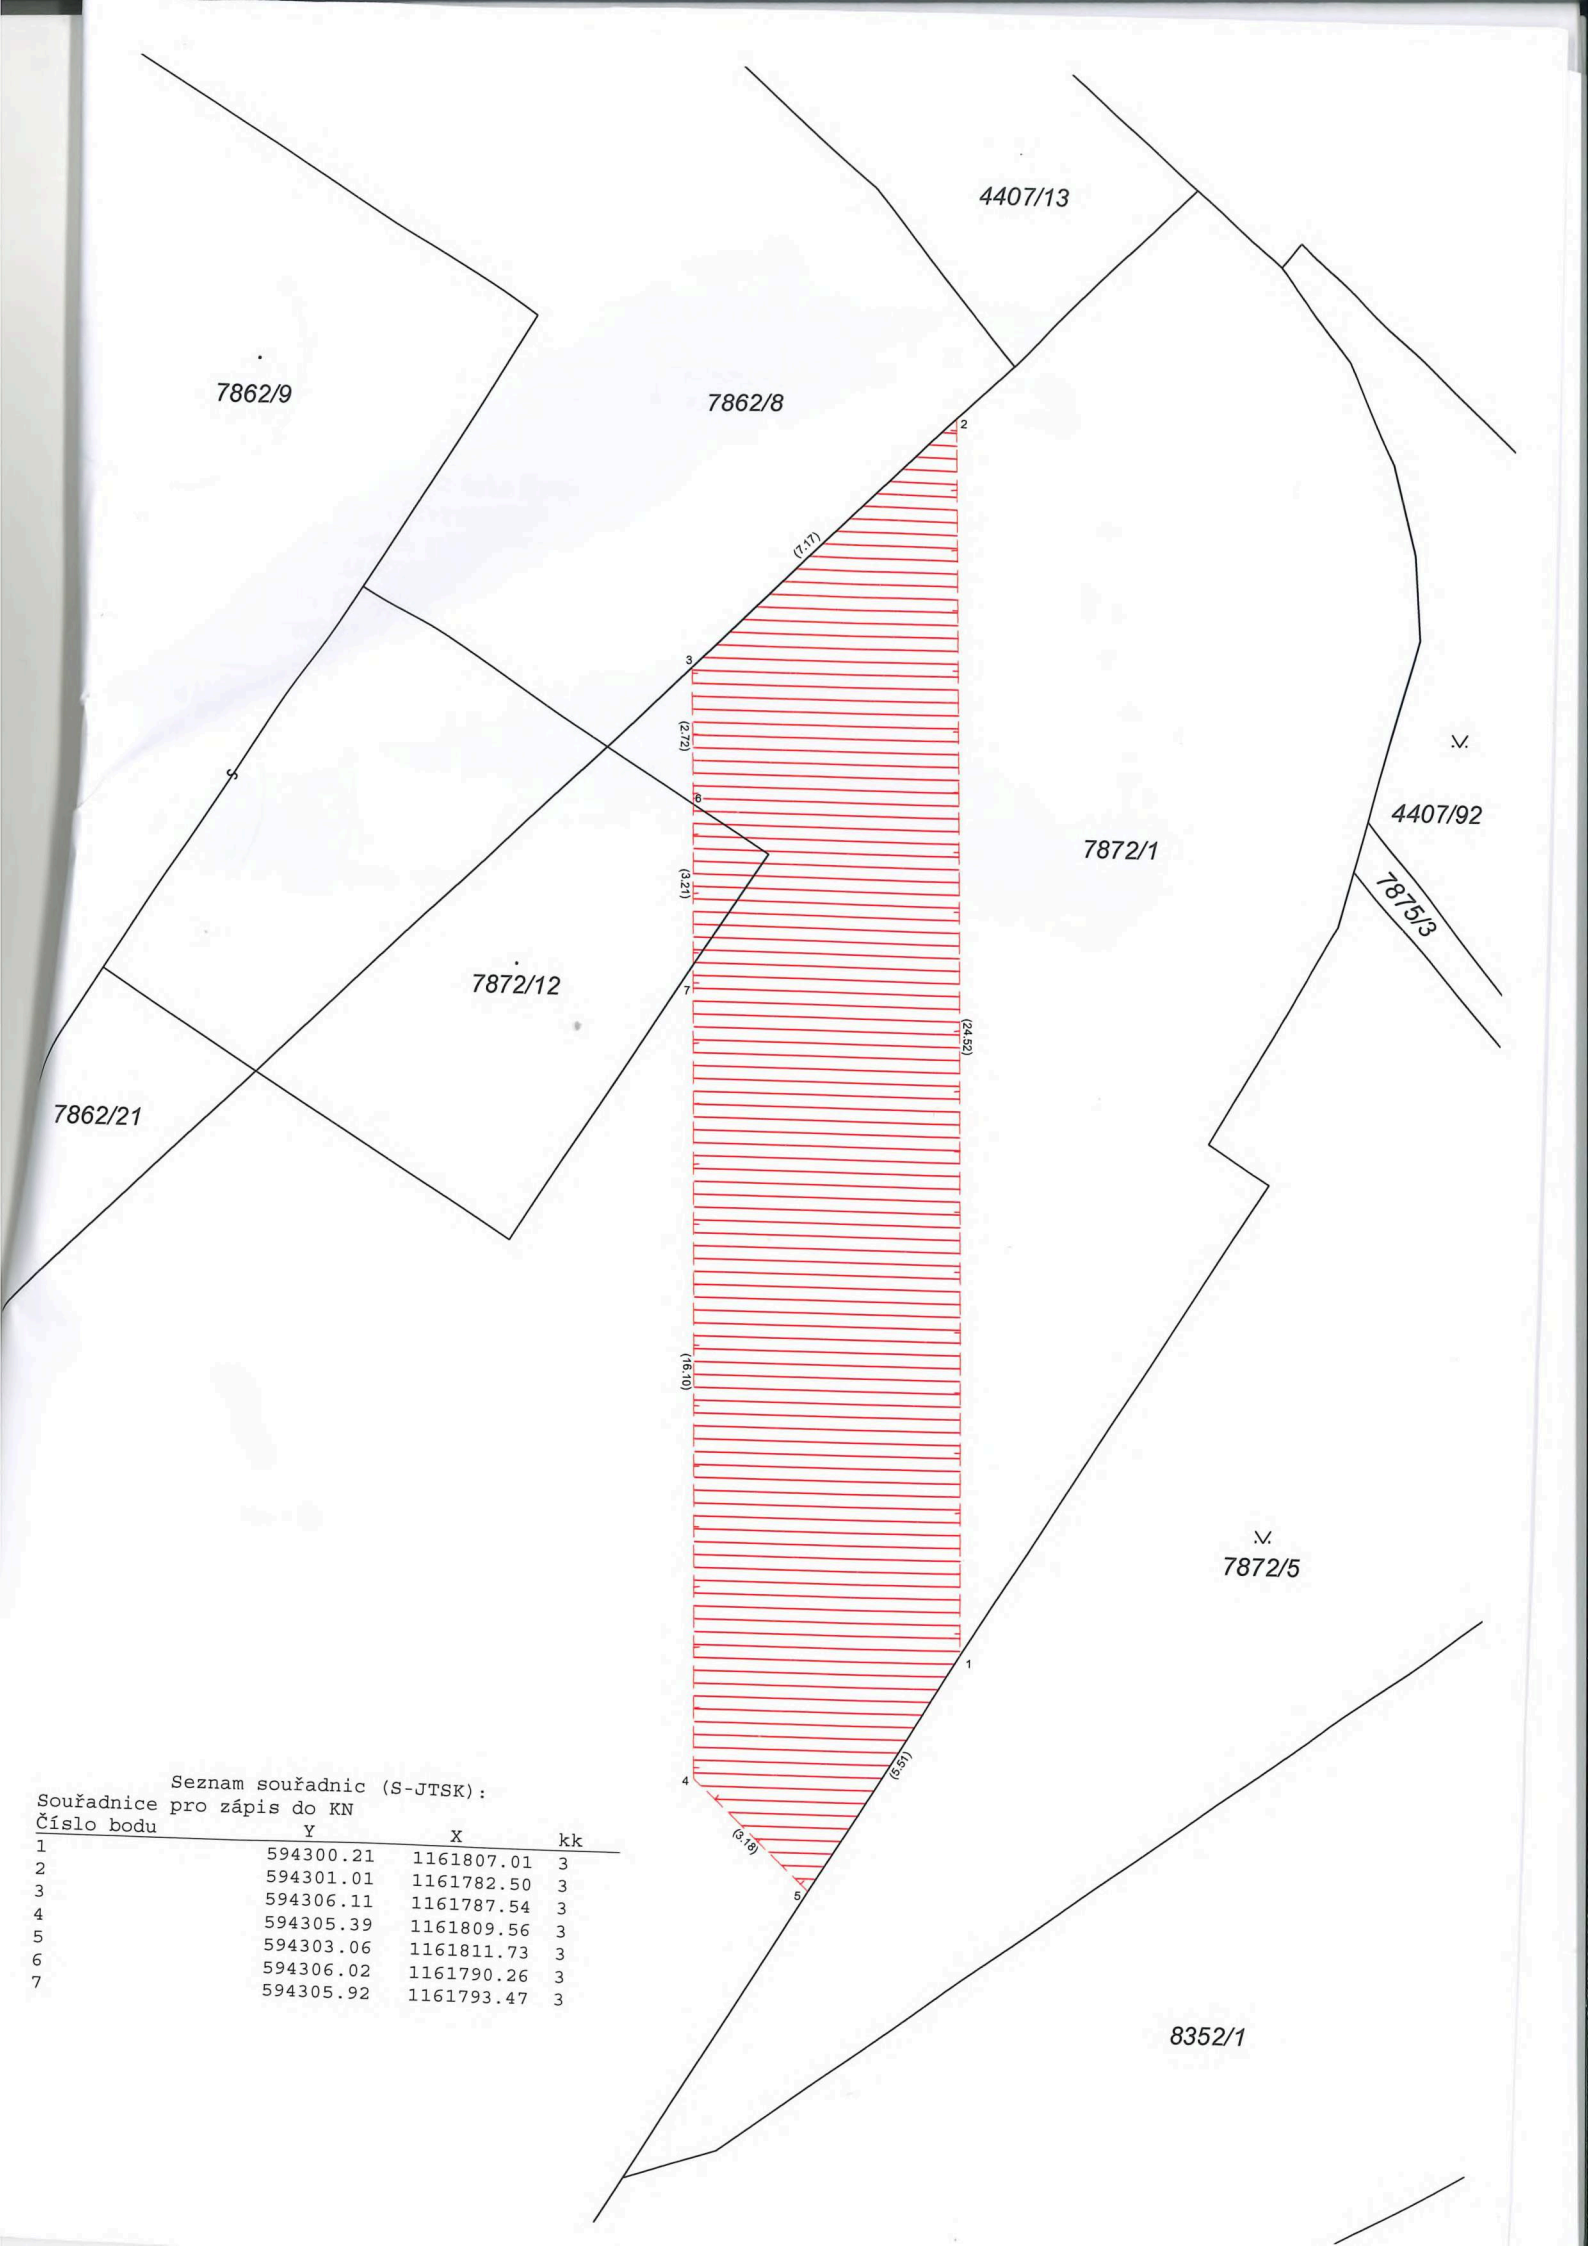 4407/13
7862/9
7862/8
2
(7.17)
3
(2.72)
.V.
6
4407/92
7872/1
(3.21)
7875/3
7872/12
7
(24.52)
7862/21
(16.10)
.V.
7872/5
1
(5.51)
4
(3.18)
5
Seznam souřadnic (S-JTSK):
Souřadnice pro zápis do KN
Číslo bodu Y X kk
1 594300.21 1161807.01 3
2 594301.01 1161782.50 3
3 594306.11 1161787.54 3
4 594305.39 1161809.56 3
5 594303.06 1161811.73 3
6 594306.02 1161790.26 3
7 594305.92 1161793.47 3
8352/1